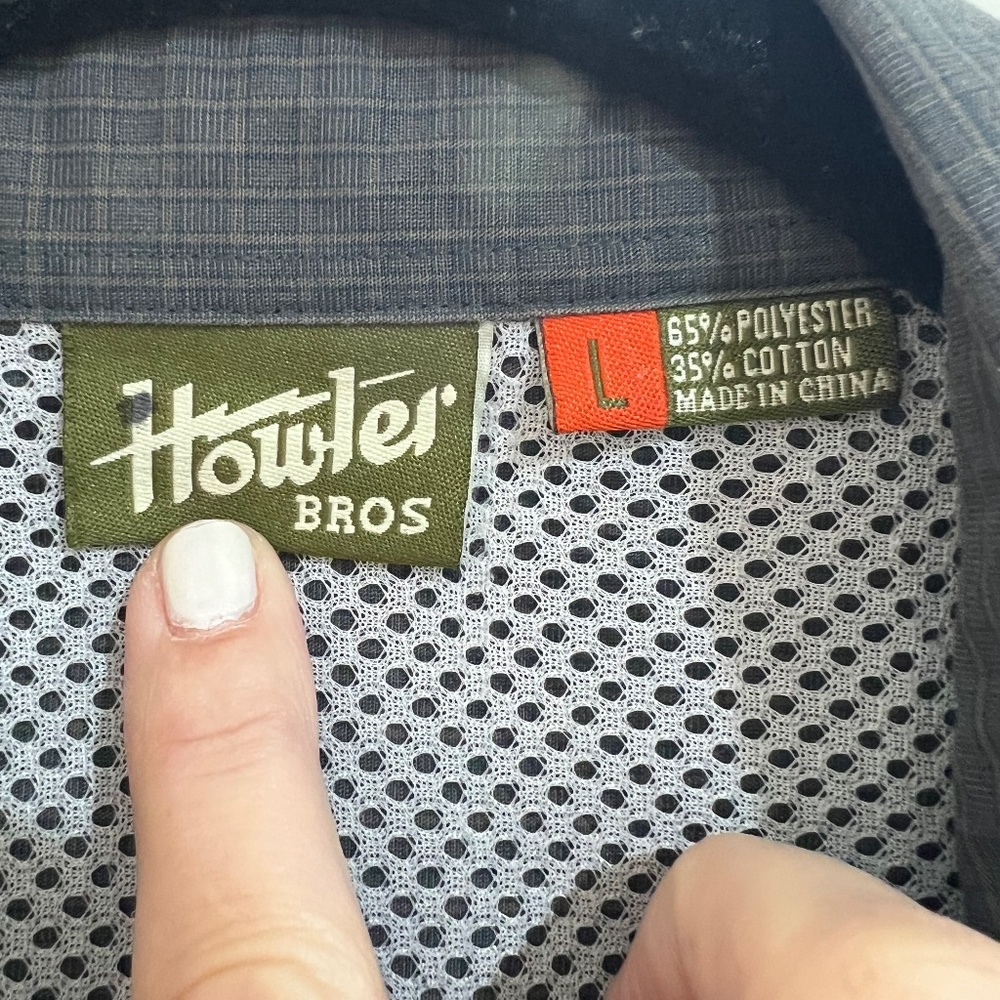 Howler
BROS
L
65% POLYESTER
35% COTTON
MADE IN CHINA